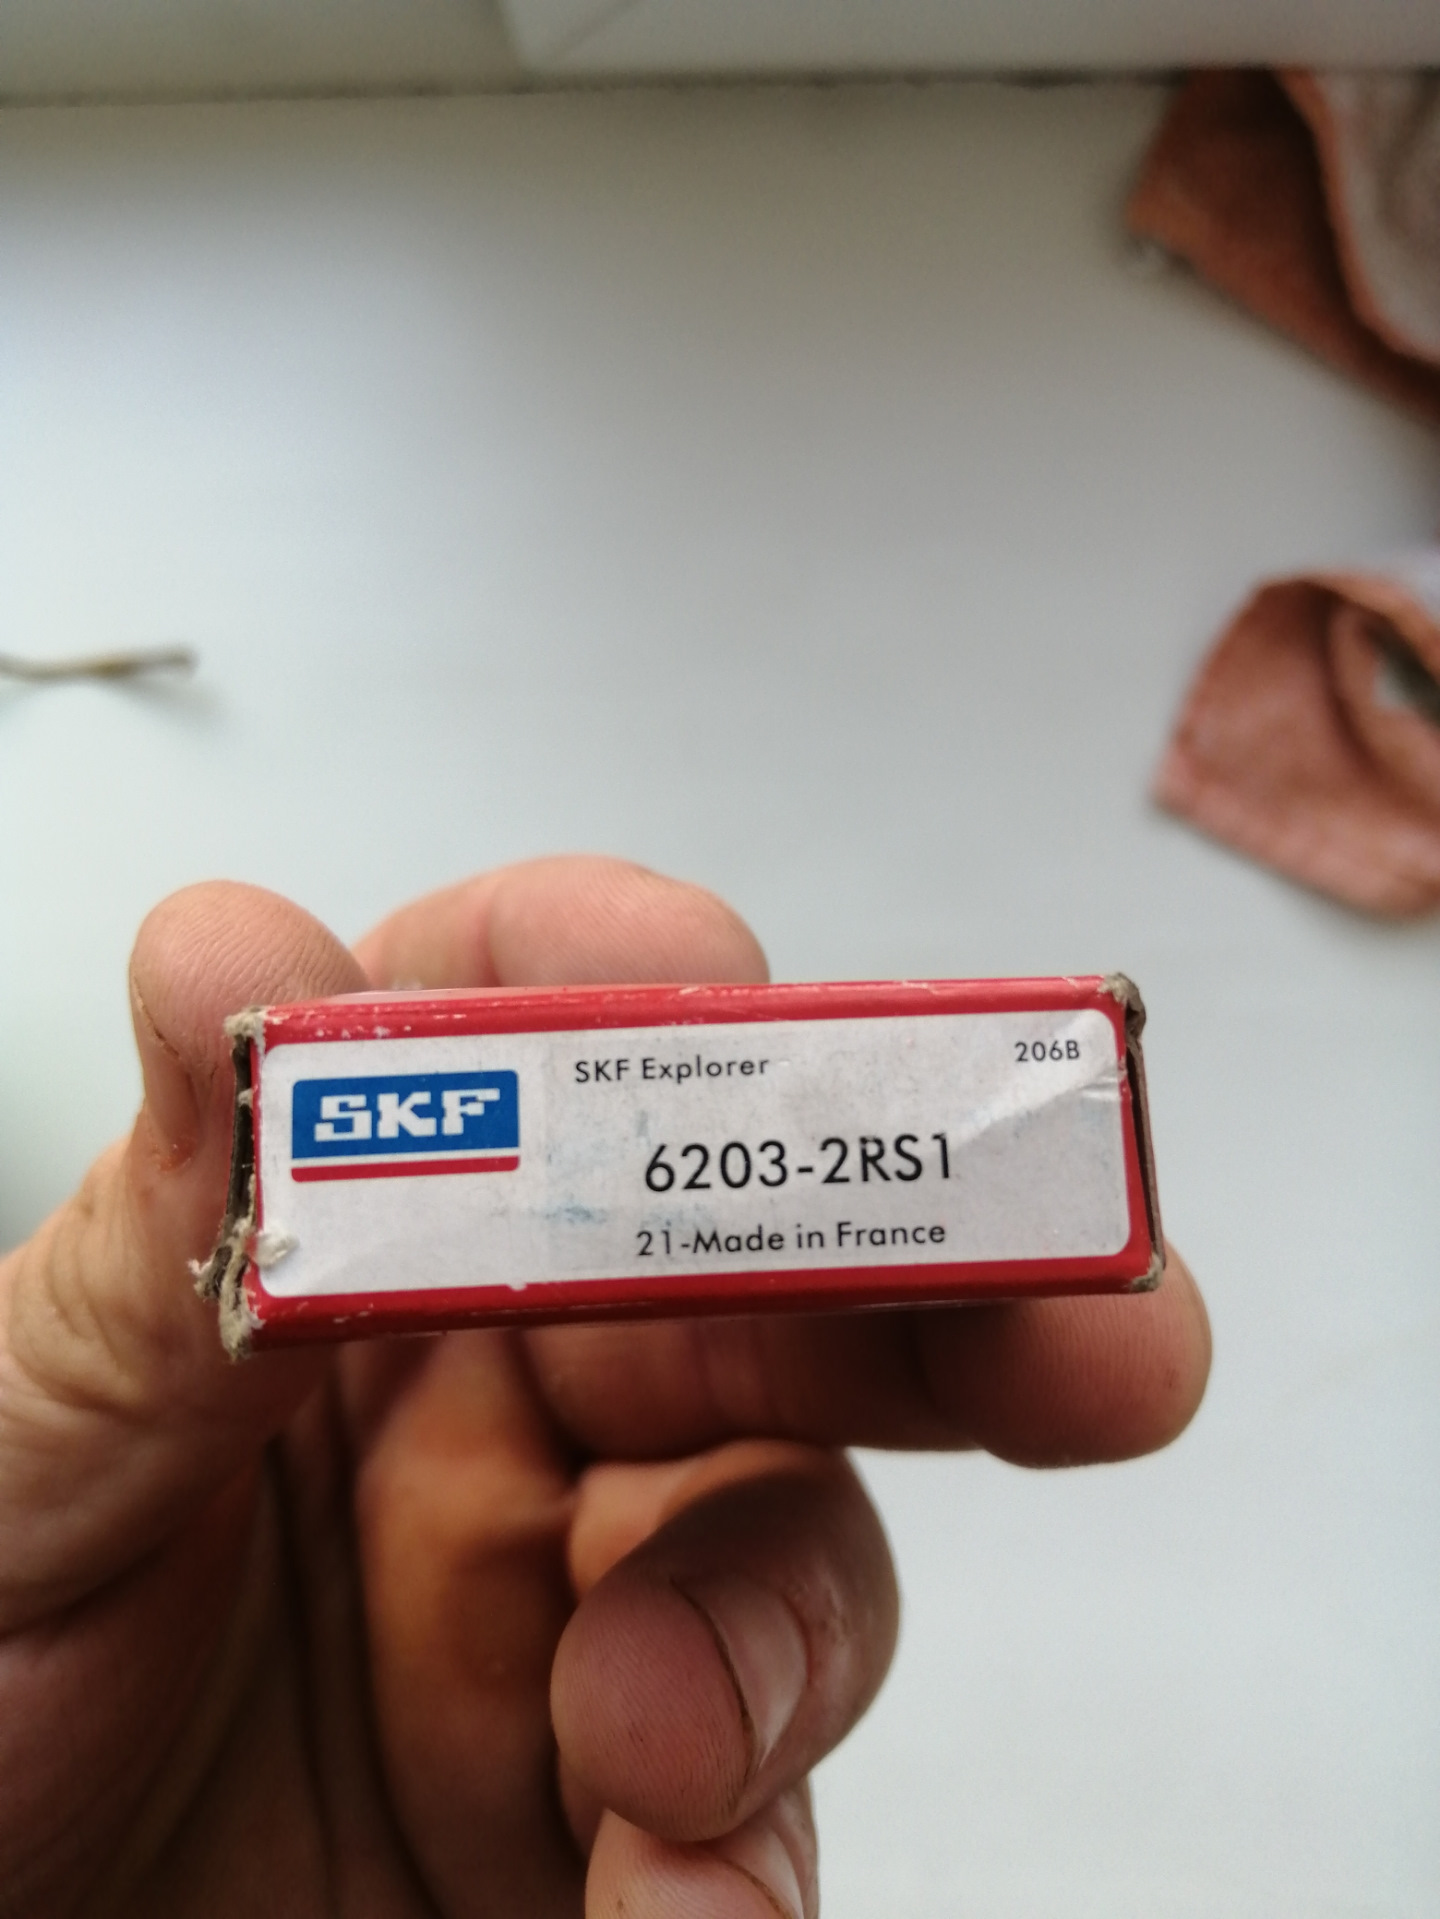 SKF
SKF Explorer
206B
6203-2RS1
21-Made in France